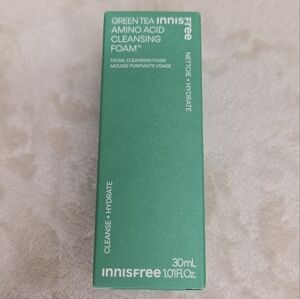 GREEN TEA innisfree
AMINO ACID
CLEANSING
FOAM™
FACIAL CLEANSING FOAM
MOUSSE PURIFIANTE VISAGE
NETTOIE + HYDRATE
CLEANSE + HYDRATE
30mL
innisfree 1.01Fl.Oz.